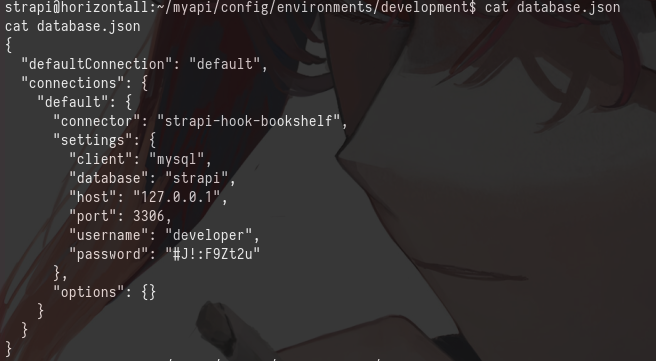 strapi@horizontall:~/myapi/config/environments/development$ cat database.json
cat database.json
{
  "defaultConnection": "default",
  "connections": {
    "default": {
      "connector": "strapi-hook-bookshelf",
      "settings": {
        "client": "mysql",
        "database": "strapi",
        "host": "127.0.0.1",
        "port": 3306,
        "username": "developer",
        "password": "#J!:F9Zt2u"
      },
      "options": {}
    }
  }
}